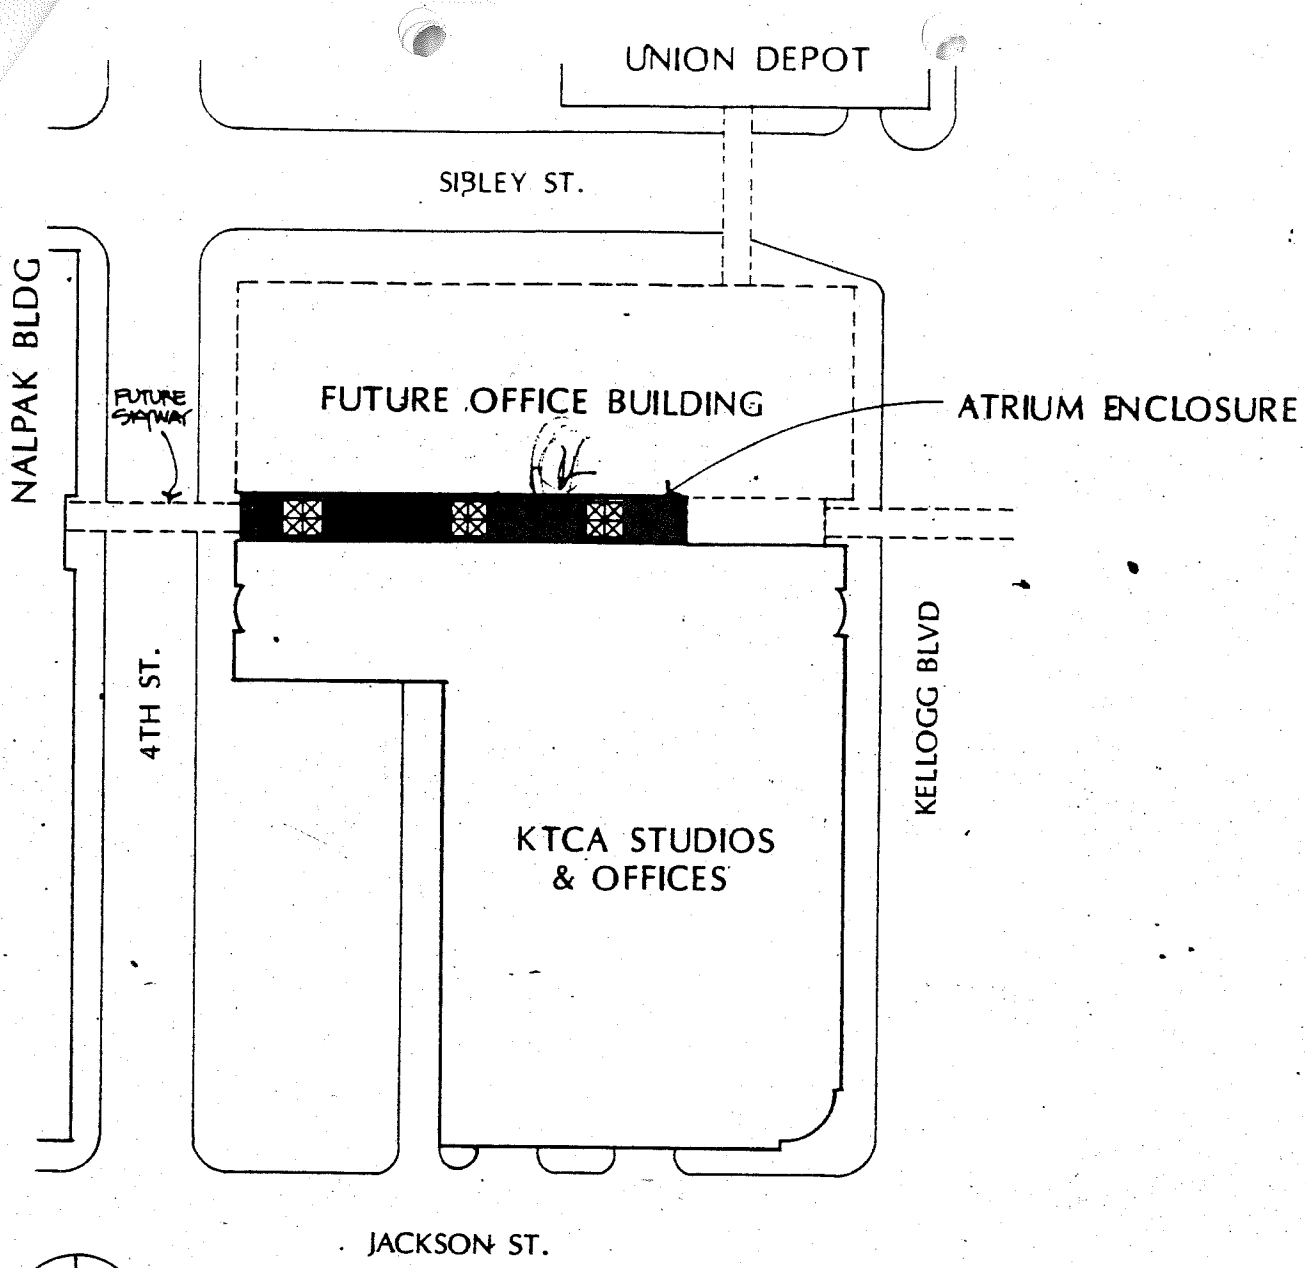 UNION DEPOT
SIBLEY ST.
NALPAK BLDG
FUTURE
SKYWAY
FUTURE OFFICE BUILDING
ATRIUM ENCLOSURE
4TH ST.
KELLOGG BLVD
KTCA STUDIOS
& OFFICES
JACKSON ST.